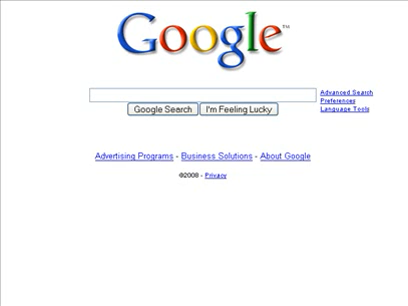 Google™
Advanced Search
Preferences
Language Tools
Google Search I'm Feeling Lucky
Advertising Programs - Business Solutions - About Google
©2008 - Privacy